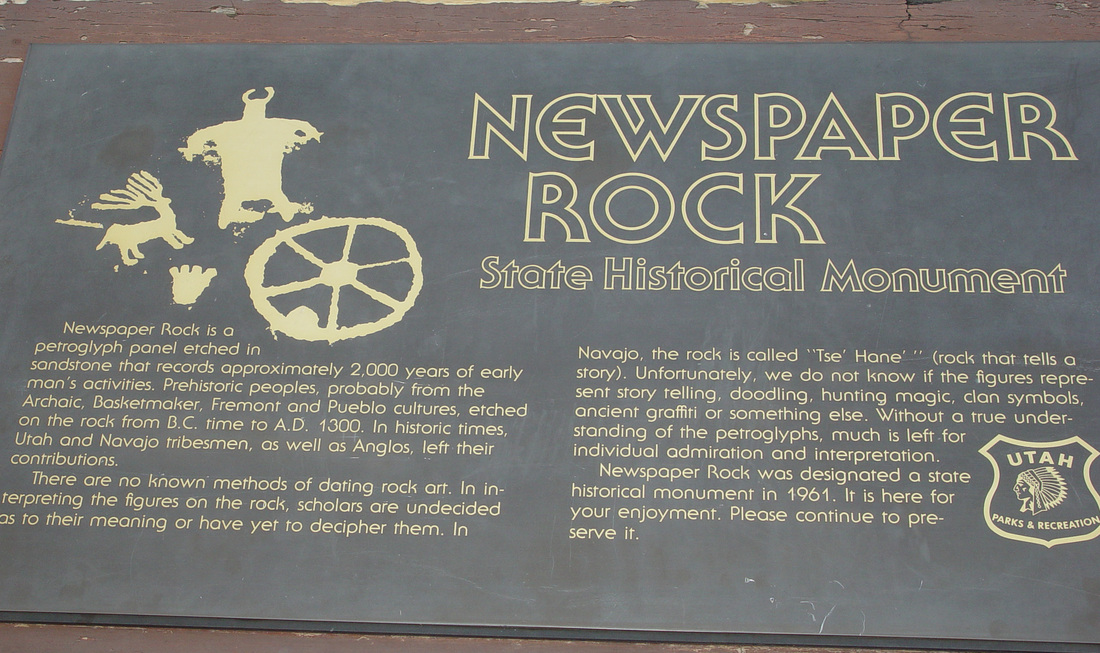 NEWSPAPER
ROCK
State Historical Monument
Newspaper Rock is a
petroglyph panel etched in
sandstone that records approximately 2,000 years of early
man's activities. Prehistoric peoples, probably from the
Archaic, Basketmaker, Fremont and Pueblo cultures, etched
on the rock from B.C. time to A.D. 1300. In historic times,
Utah and Navajo tribesmen, as well as Anglos, left their
contributions.
There are no known methods of dating rock art. In in-
terpreting the figures on the rock, scholars are undecided
as to their meaning or have yet to decipher them. In
Navajo, the rock is called "Tse' Hane' " (rock that tells a
story). Unfortunately, we do not know if the figures repre-
sent story telling, doodling, hunting magic, clan symbols,
ancient graffiti or something else. Without a true under-
standing of the petroglyphs, much is left for
individual admiration and interpretation.
Newspaper Rock was designated a state
historical monument in 1961. It is here for
your enjoyment. Please continue to pre-
serve it.
UTAH
PARKS & RECREATION